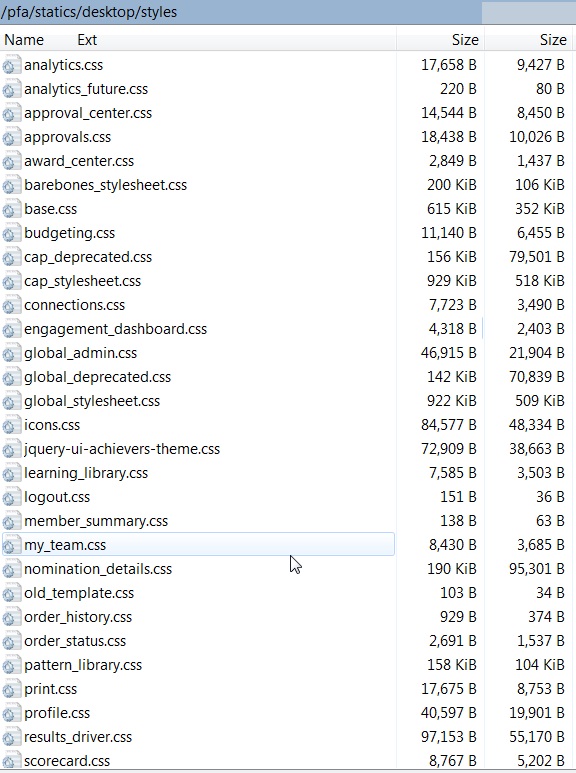 /pfa/statics/desktop/styles
Name Ext Size Size
analytics.css 17,658 B 9,427 B
analytics_future.css 220 B 80 B
approval_center.css 14,544 B 8,450 B
approvals.css 18,438 B 10,026 B
award_center.css 2,849 B 1,437 B
barebones_stylesheet.css 200 KiB 106 KiB
base.css 615 KiB 352 KiB
budgeting.css 11,140 B 6,455 B
cap_deprecated.css 156 KiB 79,501 B
cap_stylesheet.css 929 KiB 518 KiB
connections.css 7,723 B 3,490 B
engagement_dashboard.css 4,318 B 2,403 B
global_admin.css 46,915 B 21,904 B
global_deprecated.css 142 KiB 70,839 B
global_stylesheet.css 922 KiB 509 KiB
icons.css 84,577 B 48,334 B
jquery-ui-achievers-theme.css 72,909 B 38,663 B
learning_library.css 7,585 B 3,503 B
logout.css 151 B 36 B
member_summary.css 138 B 63 B
my_team.css 8,430 B 3,685 B
nomination_details.css 190 KiB 95,301 B
old_template.css 103 B 34 B
order_history.css 929 B 374 B
order_status.css 2,691 B 1,537 B
pattern_library.css 158 KiB 104 KiB
print.css 17,675 B 8,753 B
profile.css 40,597 B 19,901 B
results_driver.css 97,153 B 55,170 B
scorecard.css 8,767 B 5,202 B